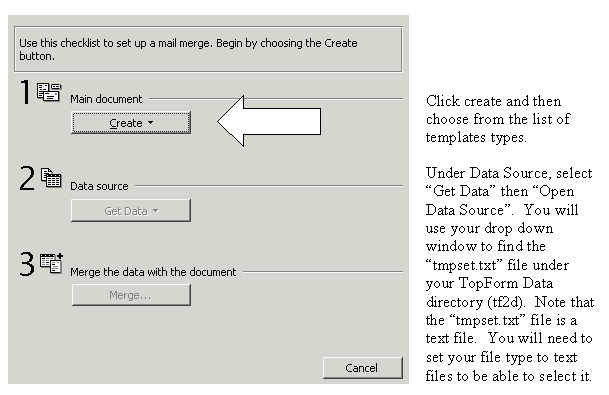 Use this checklist to set up a mail merge. Begin by choosing the Create
button.
1 Main document
Create
2 Data source
Get Data
3 Merge the data with the document
Merge...
Cancel
Click create and then
choose from the list of
templates types.
Under Data Source, select
“Get Data” then “Open
Data Source”. You will
use your drop down
window to find the
“tmpset.txt” file under
your TopForm Data
directory (tf2d). Note that
the “tmpset.txt” file is a
text file. You will need to
set your file type to text
files to be able to select it.